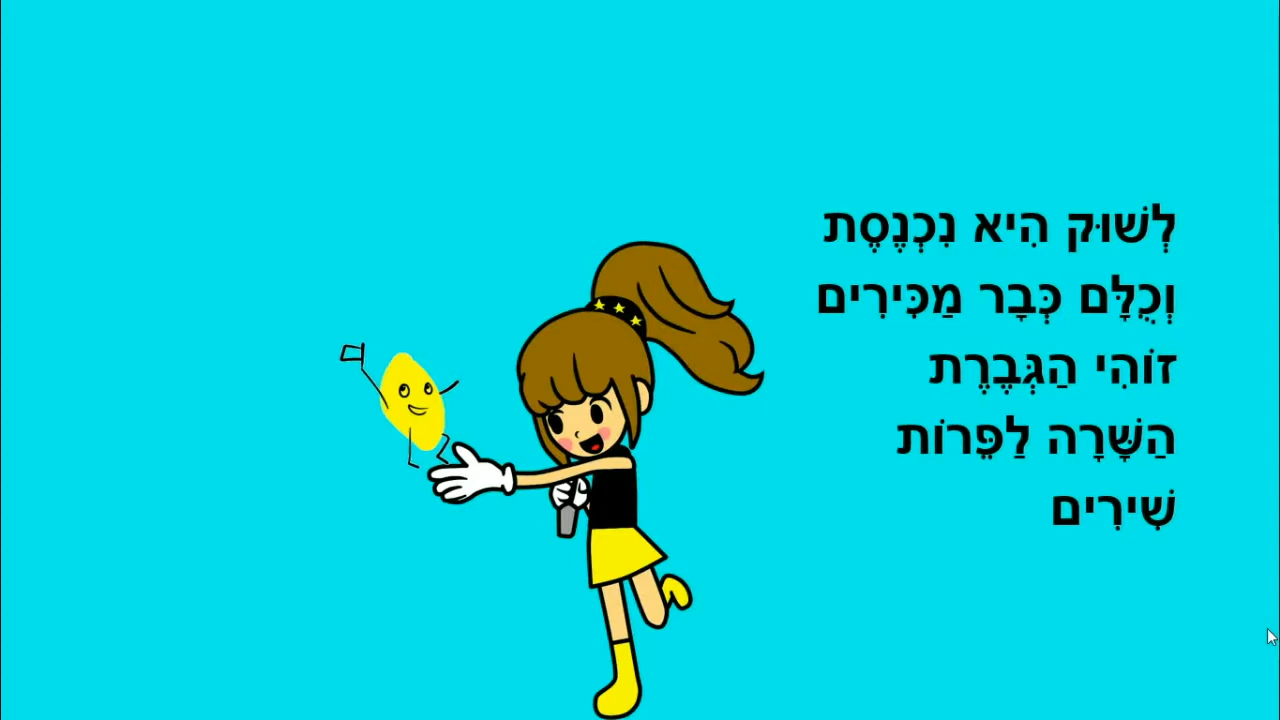 לְשׁוּק הִיא נִכְנֶסֶת
וְכֻלָּם כְּבָר מַכִּירִים
זוֹהִי הַגְּבֶרֶת
הַשָּׁרָה לַפֵּרוֹת
שִׁירִים